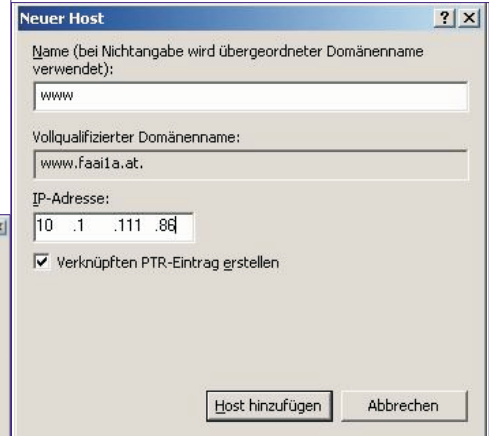 Neuer Host
Name (bei Nichtangabe wird übergeordneter Domänenname
verwendet):
www
Vollqualifizierter Domänenname:
www.faai1a.at.
IP-Adresse:
10 .1 .111 .86
Verknüpften PTR-Eintrag erstellen
Host hinzufügen Abbrechen